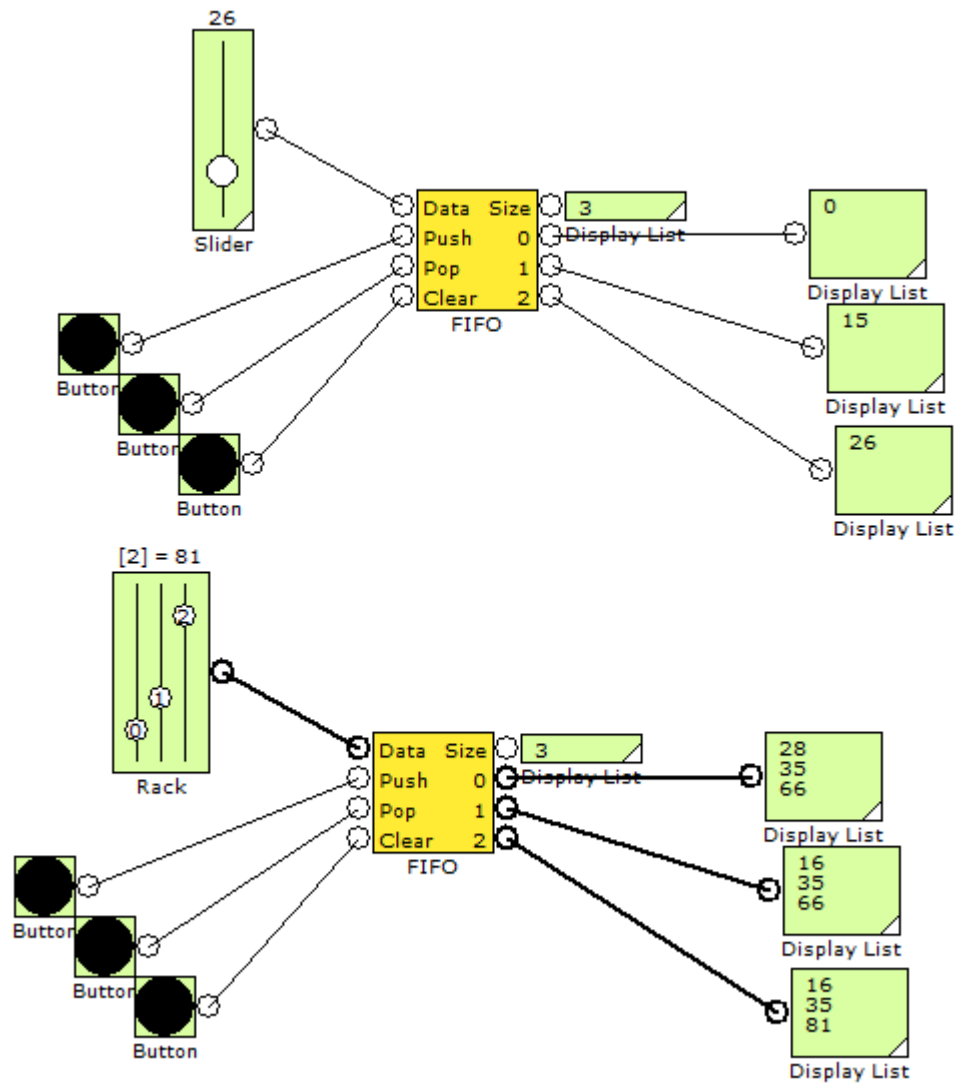 26
Slider
Data Size
Push 0
Pop 1
Clear 2
FIFO
3
Display List
0
Display List
15
Display List
26
Display List
Button
Button
Button
[2] = 81
0
1
2
Rack
Data Size
Push 0
Pop 1
Clear 2
FIFO
3
Display List
28
35
66
Display List
16
35
66
Display List
16
35
81
Display List
Button
Button
Button